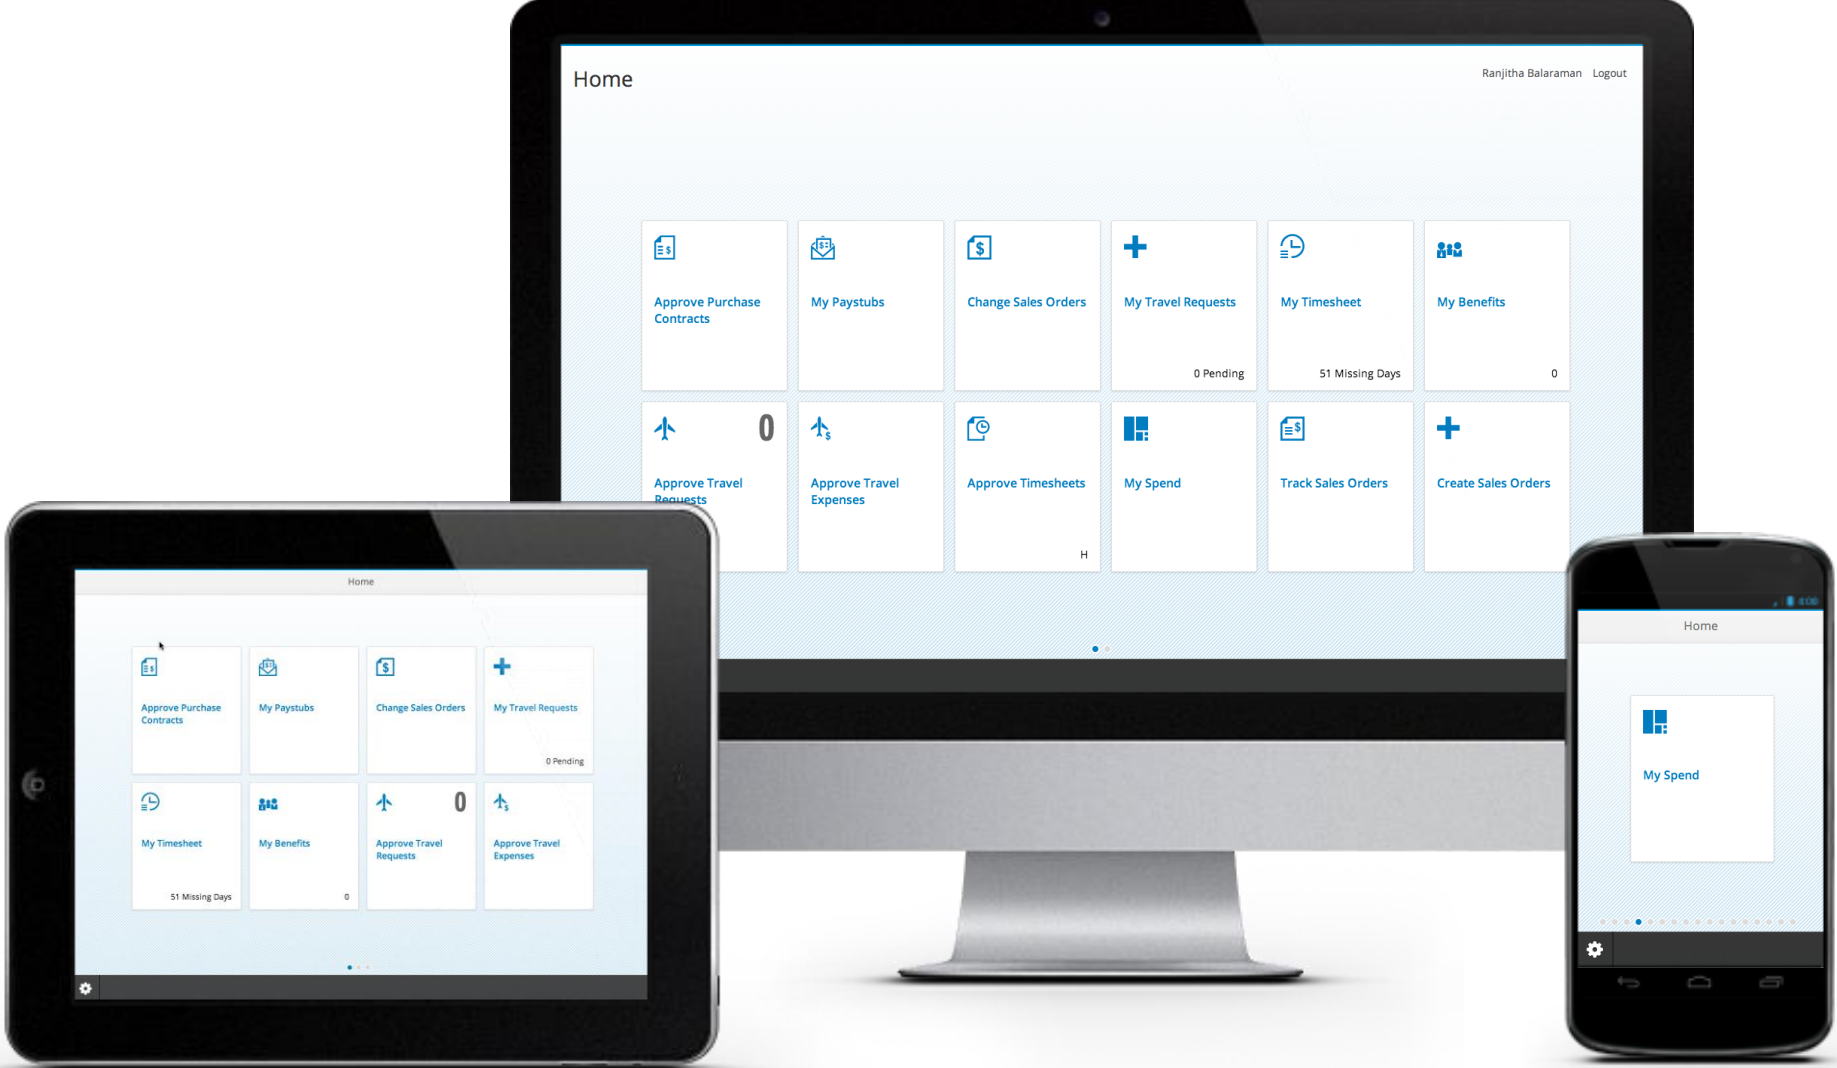 Home
Ranjitha Balaraman Logout
Approve Purchase
Contracts
My Paystubs
Change Sales Orders
My Travel Requests
0 Pending
My Timesheet
51 Missing Days
My Benefits
0
0
Approve Travel
Requests
Approve Travel
Expenses
Approve Timesheets
H
My Spend
Track Sales Orders
Create Sales Orders
Home
Approve Purchase
Contracts
My Paystubs
Change Sales Orders
My Travel Requests
0 Pending
My Timesheet
51 Missing Days
My Benefits
0
0
Approve Travel
Requests
Approve Travel
Expenses
Home
My Spend